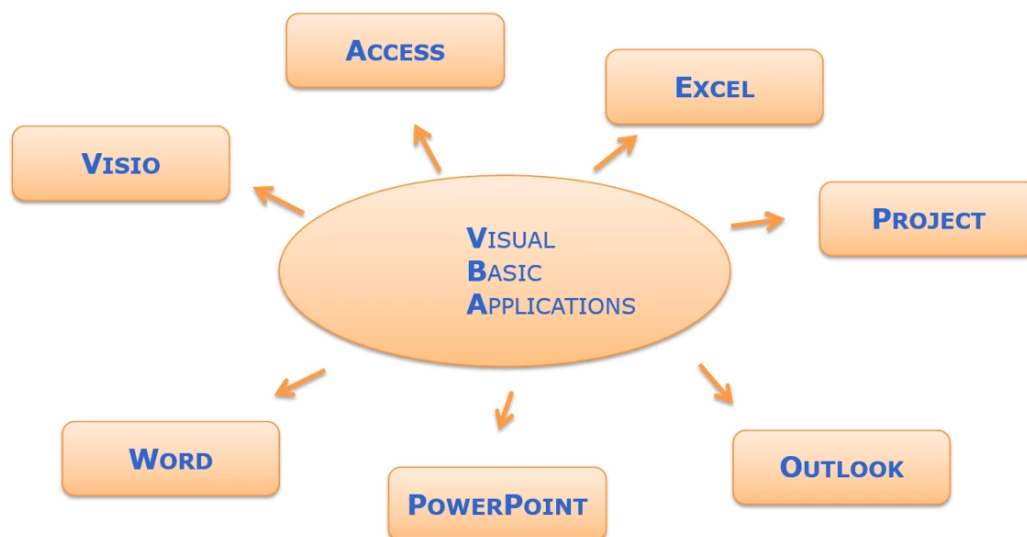 ACCESS
EXCEL
VISIO
PROJECT
VISUAL
BASIC
APPLICATIONS
WORD
OUTLOOK
POWERPOINT